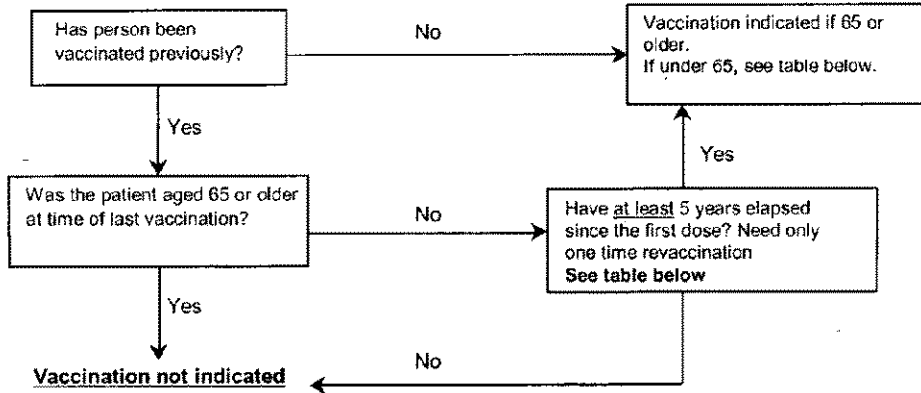 Has person been
vaccinated previously?
No
Vaccination indicated if 65 or
older.
If under 65, see table below.
Yes
Yes
Was the patient aged 65 or older
at time of last vaccination?
No
Have at least 5 years elapsed
since the first dose? Need only
one time revaccination
See table below
Yes
No
Vaccination not indicated